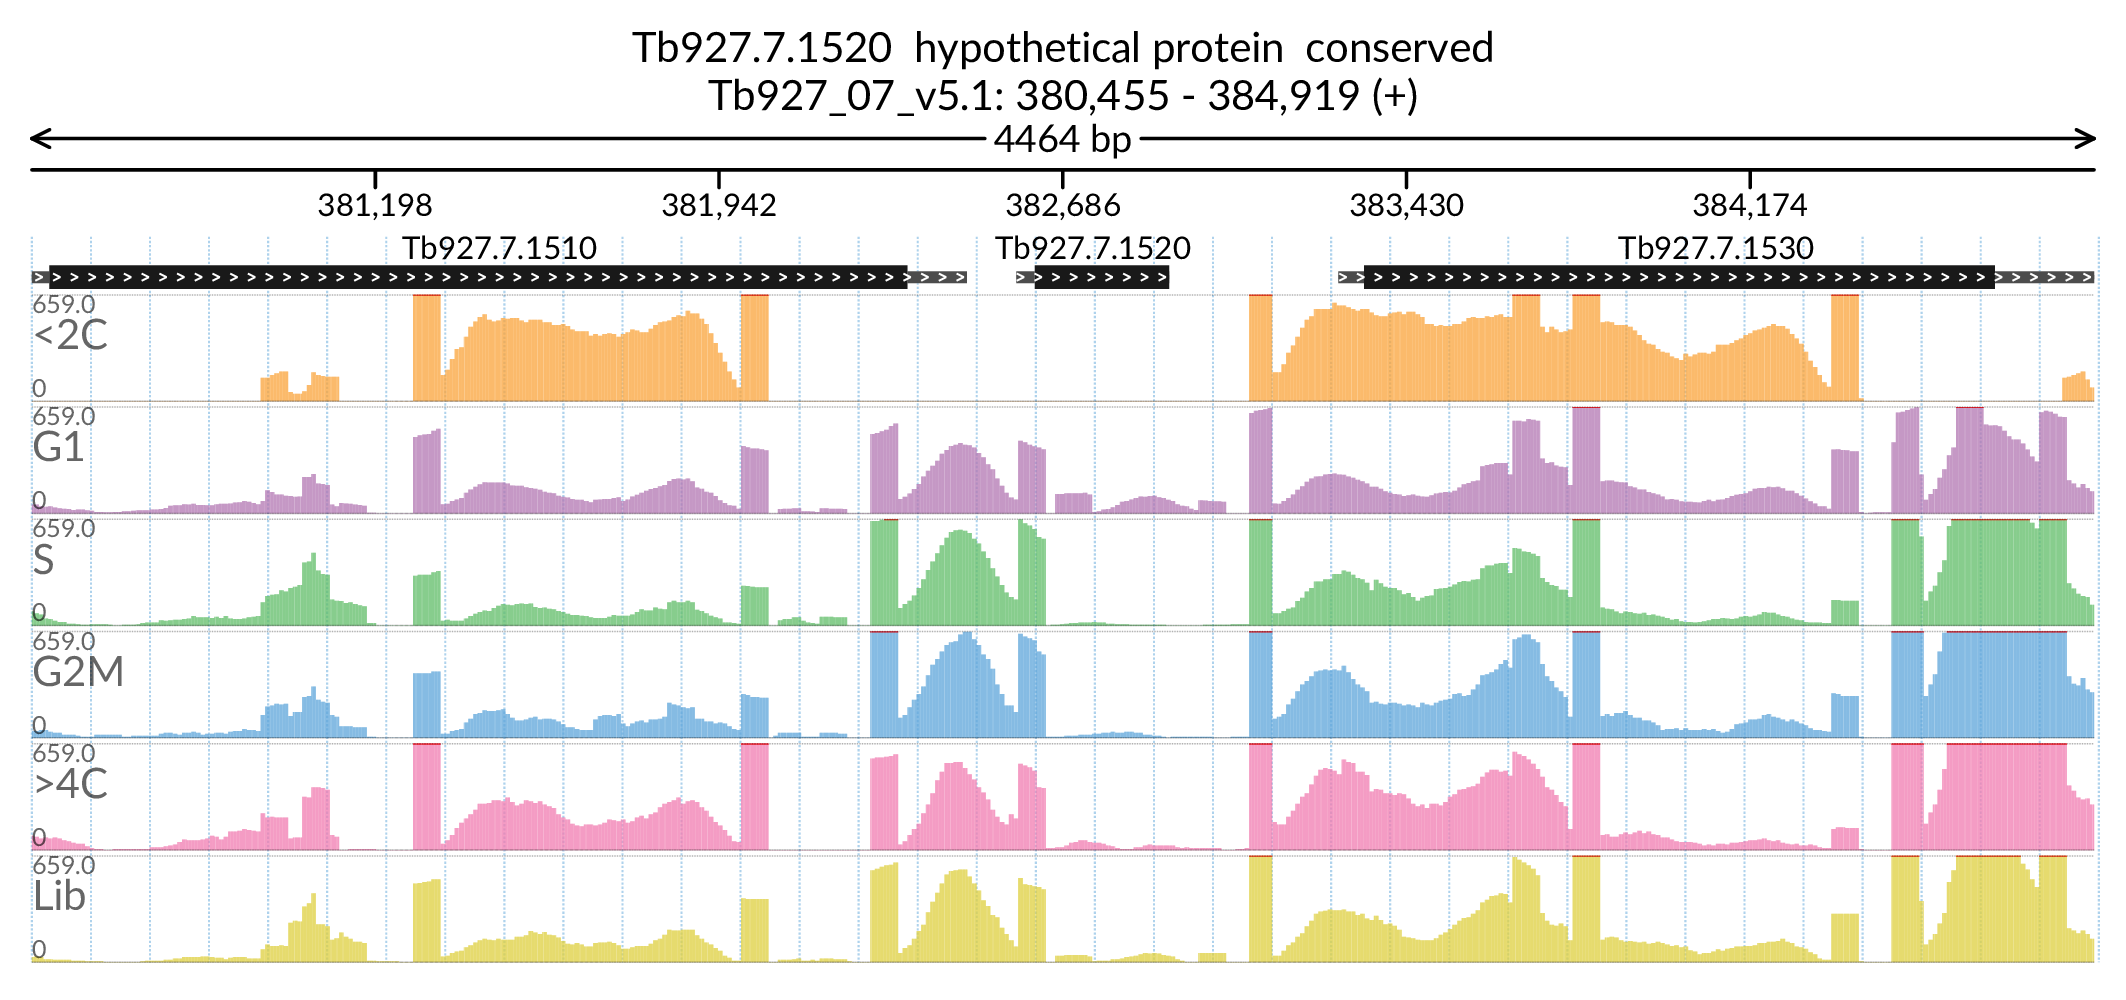 Tb927.7.1520 hypothetical protein conserved
Tb927_07_v5.1: 380,455 - 384,919 (+)
4464 bp
381,198 381,942 382,686 383,430 384,174
Tb927.7.1510 Tb927.7.1520 Tb927.7.1530
659.0
<2C
0
659.0
G1
0
659.0
S
0
659.0
G2M
0
659.0
>4C
0
659.0
Lib
0